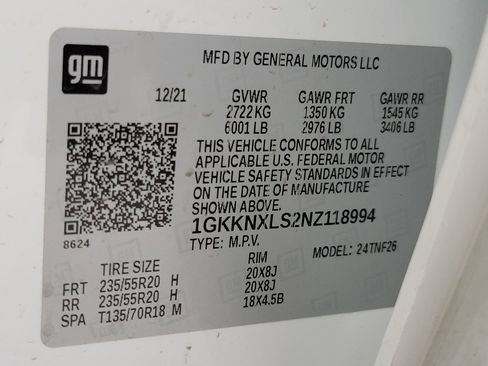 gm
MFD BY GENERAL MOTORS LLC
12/21 GVWR GAWR FRT GAWR RR
2722 KG 1350 KG 1545 KG
6001 LB 2976 LB 3406 LB
THIS VEHICLE CONFORMS TO ALL
APPLICABLE U.S. FEDERAL MOTOR
VEHICLE SAFETY STANDARDS IN EFFECT
ON THE DATE OF MANUFACTURE
SHOWN ABOVE.
1GKKNXLS2NZ118994
8624
TYPE: M.P.V. MODEL: 24TNF26
TIRE SIZE RIM
FRT 235/55R20 H 20X8J
RR 235/55R20 H 20X8J
SPA T135/70R18 M 18X4.5B